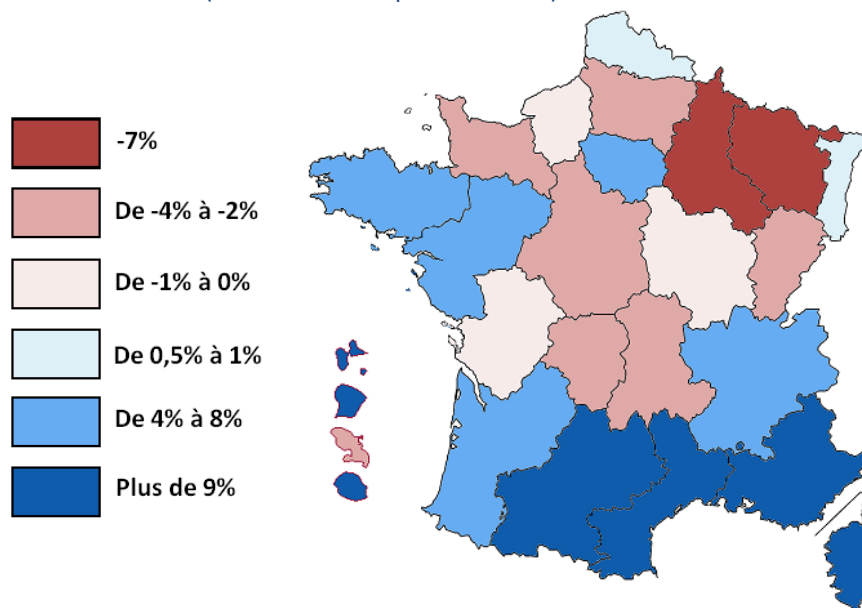 -7%
De -4% à -2%
De -1% à 0%
De 0,5% à 1%
De 4% à 8%
Plus de 9%